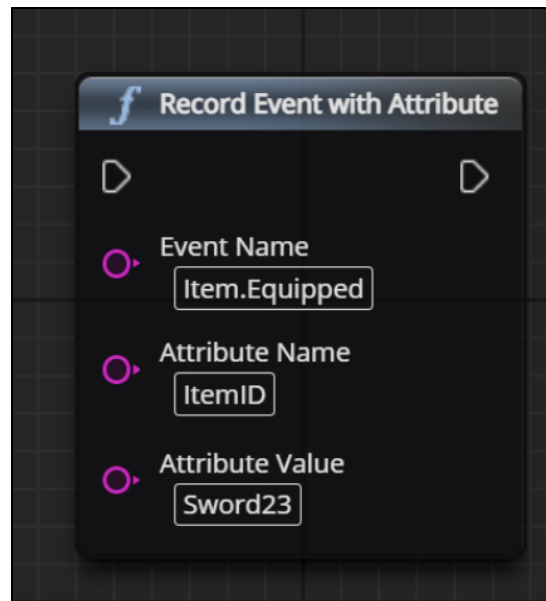 f Record Event with Attribute
Event Name
Item.Equipped
Attribute Name
ItemID
Attribute Value
Sword23